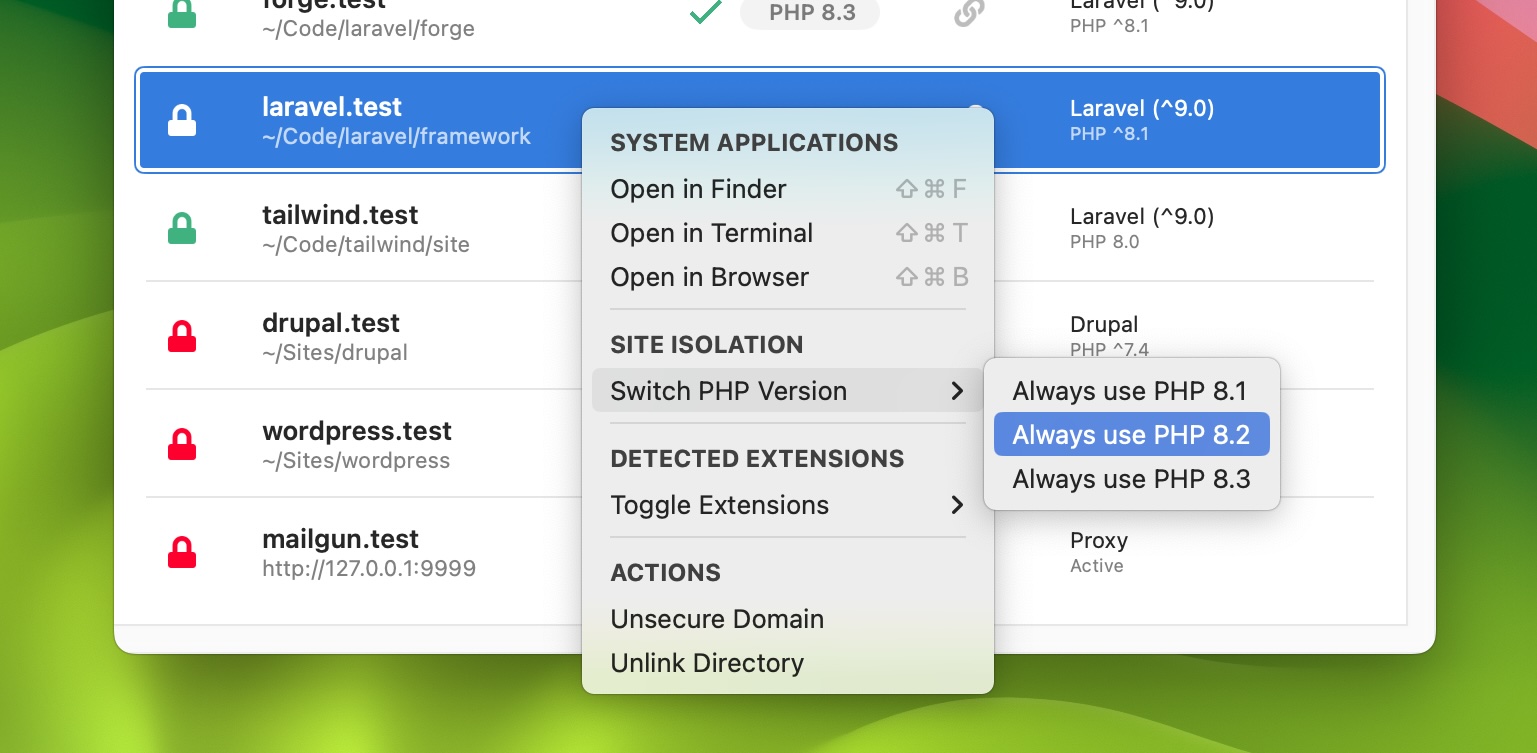 forge.test
~/Code/laravel/forge
PHP 8.3
Laravel (^9.0)
PHP ^8.1
laravel.test
~/Code/laravel/framework
Laravel (^9.0)
PHP ^8.1
tailwind.test
~/Code/tailwind/site
Laravel (^9.0)
PHP 8.0
drupal.test
~/Sites/drupal
Drupal
PHP ^7.4
wordpress.test
~/Sites/wordpress
mailgun.test
http://127.0.0.1:9999
Proxy
Active
SYSTEM APPLICATIONS
Open in Finder ⇧ ⌘ F
Open in Terminal ⇧ ⌘ T
Open in Browser ⇧ ⌘ B
SITE ISOLATION
Switch PHP Version
Always use PHP 8.1
Always use PHP 8.2
Always use PHP 8.3
DETECTED EXTENSIONS
Toggle Extensions
ACTIONS
Unsecure Domain
Unlink Directory